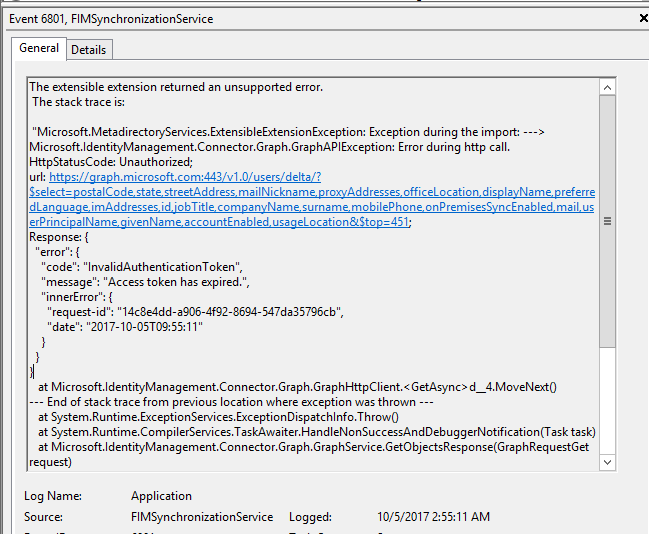 Event 6801, FIMSynchronizationService
General
Details
The extensible extension returned an unsupported error.
The stack trace is:
"Microsoft.MetadirectoryServices.ExtensibleExtensionException: Exception during the import: --->
Microsoft.IdentityManagement.Connector.Graph.GraphAPIException: Error during http call.
HttpStatusCode: Unauthorized;
url: https://graph.microsoft.com:443/v1.0/users/delta/?
$select=postalCode,state,streetAddress,mailNickname,proxyAddresses,officeLocation,displayName,preferre
dLanguage,imAddresses,id,jobTitle,companyName,surname,mobilePhone,onPremisesSyncEnabled,mail,us
erPrincipalName,givenName,accountEnabled,usageLocation&$top=451;
Response: {
"error": {
"code": "InvalidAuthenticationToken",
"message": "Access token has expired.",
"innerError": {
"request-id": "14c8e4dd-a906-4f92-8694-547da35796cb",
"date": "2017-10-05T09:55:11"
}
}
}
at Microsoft.IdentityManagement.Connector.Graph.GraphHttpClient.<GetAsync>d__4.MoveNext()
--- End of stack trace from previous location where exception was thrown ---
at System.Runtime.ExceptionServices.ExceptionDispatchInfo.Throw()
at System.Runtime.CompilerServices.TaskAwaiter.HandleNonSuccessAndDebuggerNotification(Task task)
at Microsoft.IdentityManagement.Connector.Graph.GraphService.GetObjectsResponse(GraphRequestGet
request)
Log Name: Application
Source: FIMSynchronizationService Logged: 10/5/2017 2:55:11 AM